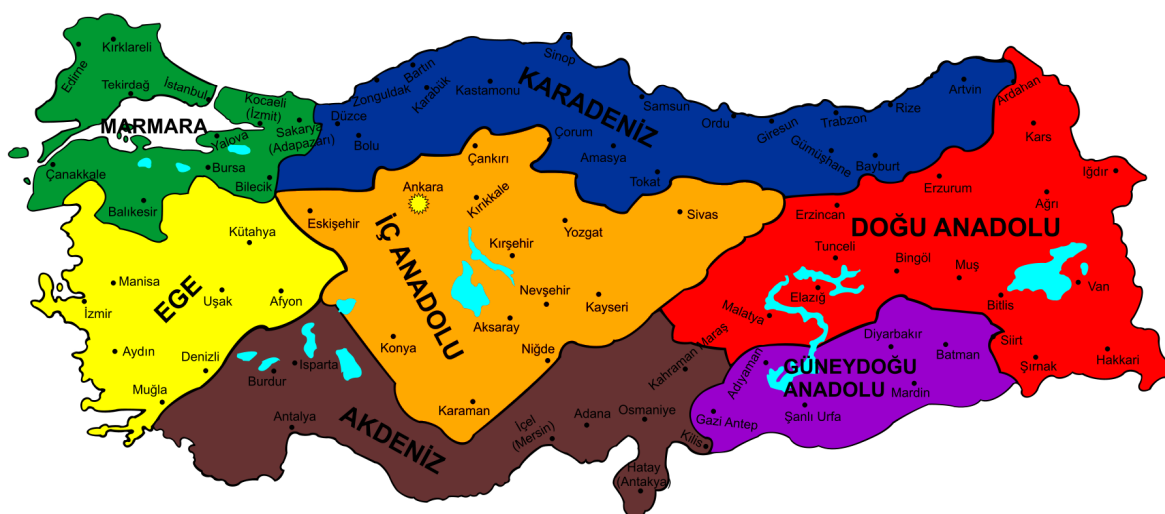 Kırklareli
Edirne
Tekirdağ
İstanbul
Kocaeli
(İzmit)
Sakarya
(Adapazarı)
MARMARA
Yalova
Çanakkale
Bursa
Bilecik
Balıkesir
Sinop
Bartın
Zonguldak
Karabük
Kastamonu
KARADENİZ
Düzce
Bolu
Samsun
Ordu
Giresun
Trabzon
Rize
Artvin
Gümüşhane
Bayburt
Çorum
Amasya
Tokat
Çankırı
Ankara
Kırıkkale
Eskişehir
Sivas
Yozgat
Kırşehir
İÇ ANADOLU
Nevşehir
Kayseri
Aksaray
Konya
Niğde
Karaman
Kütahya
Manisa
Uşak
Afyon
EGE
İzmir
Aydın
Denizli
Muğla
Burdur
Isparta
Antalya
AKDENİZ
İçel
(Mersin)
Adana
Osmaniye
Kahraman Maraş
Hatay
(Antakya)
Kilis
Ardahan
Kars
Iğdır
Erzurum
Ağrı
Erzincan
DOĞU ANADOLU
Tunceli
Bingöl
Muş
Van
Elazığ
Bitlis
Malatya
Siirt
Şırnak
Hakkari
Diyarbakır
Batman
Adıyaman
GÜNEYDOĞU
ANADOLU
Mardin
Şanlı Urfa
Gazi Antep